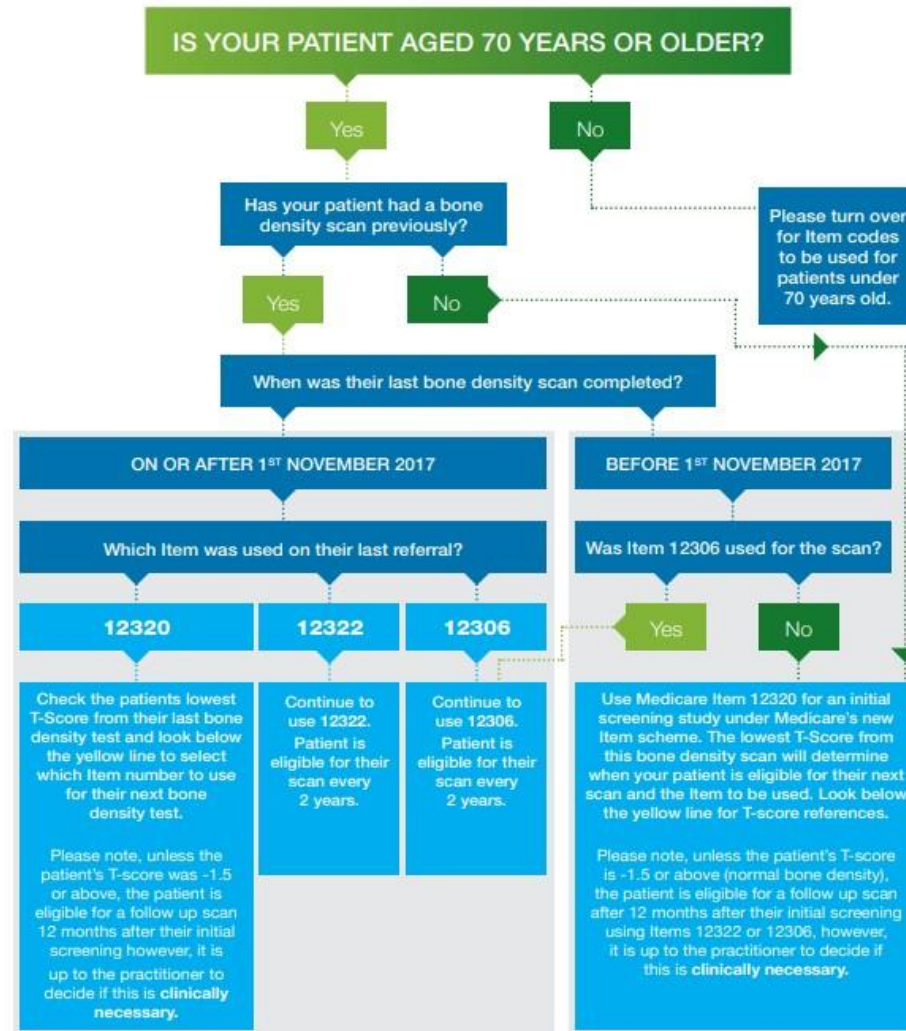 IS YOUR PATIENT AGED 70 YEARS OR OLDER?
Yes
No
Has your patient had a bone
density scan previously?
Please turn over
for Item codes
to be used for
patients under
70 years old.
Yes
No
When was their last bone density scan completed?
ON OR AFTER 1ST NOVEMBER 2017
BEFORE 1ST NOVEMBER 2017
Which Item was used on their last referral?
Was Item 12306 used for the scan?
12320
12322
12306
Yes
No
Check the patients lowest
T-Score from their last bone
density test and look below
the yellow line to select
which Item number to use
for their next bone
density test.
Please note, unless the
patient's T-score was -1.5
or above, the patient is
eligible for a follow up scan
12 months after their initial
screening however, it is
up to the practitioner to
decide if this is clinically
necessary.
Continue to
use 12322.
Patient is
eligible for their
scan every
2 years.
Continue to
use 12306.
Patient is
eligible for their
scan every
2 years.
Use Medicare Item 12320 for an initial
screening study under Medicare's new
Item scheme. The lowest T-Score from
this bone density scan will determine
when your patient is eligible for their next
scan and the Item to be used. Look below
the yellow line for T-score references.
Please note, unless the patient's T-score
is -1.5 or above (normal bone density),
the patient is eligible for a follow up scan
after 12 months after their initial screening
using Items 12322 or 12306, however,
it is up to the practitioner to decide if
this is clinically necessary.